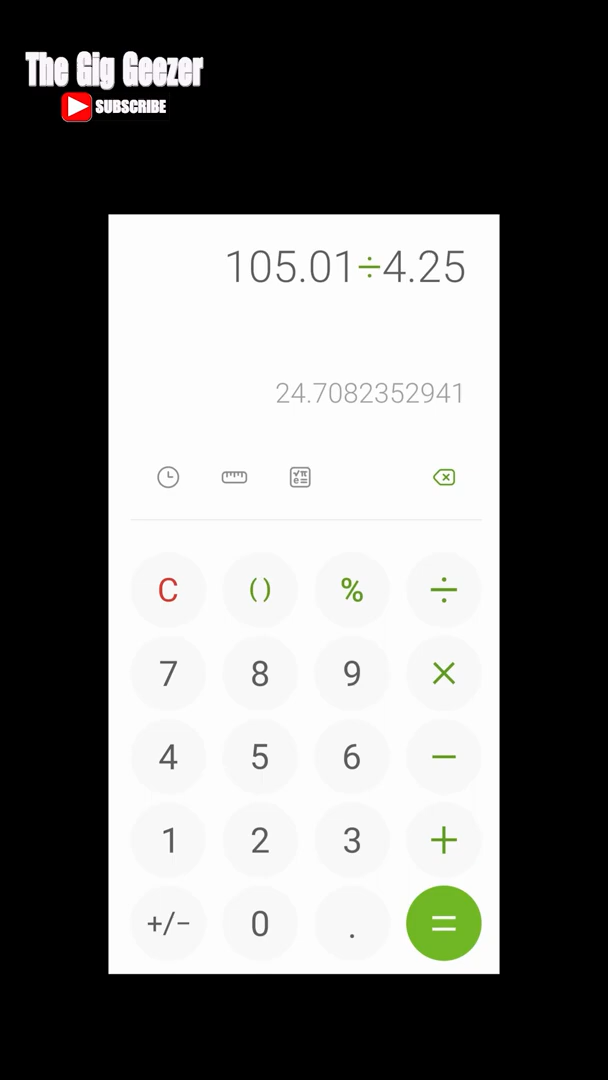 The Gig Geezer
SUBSCRIBE
105.01÷4.25
24.7082352941
√π
e=
C () % ÷
7 8 9 ×
4 5 6 −
1 2 3 +
+/− 0 . =